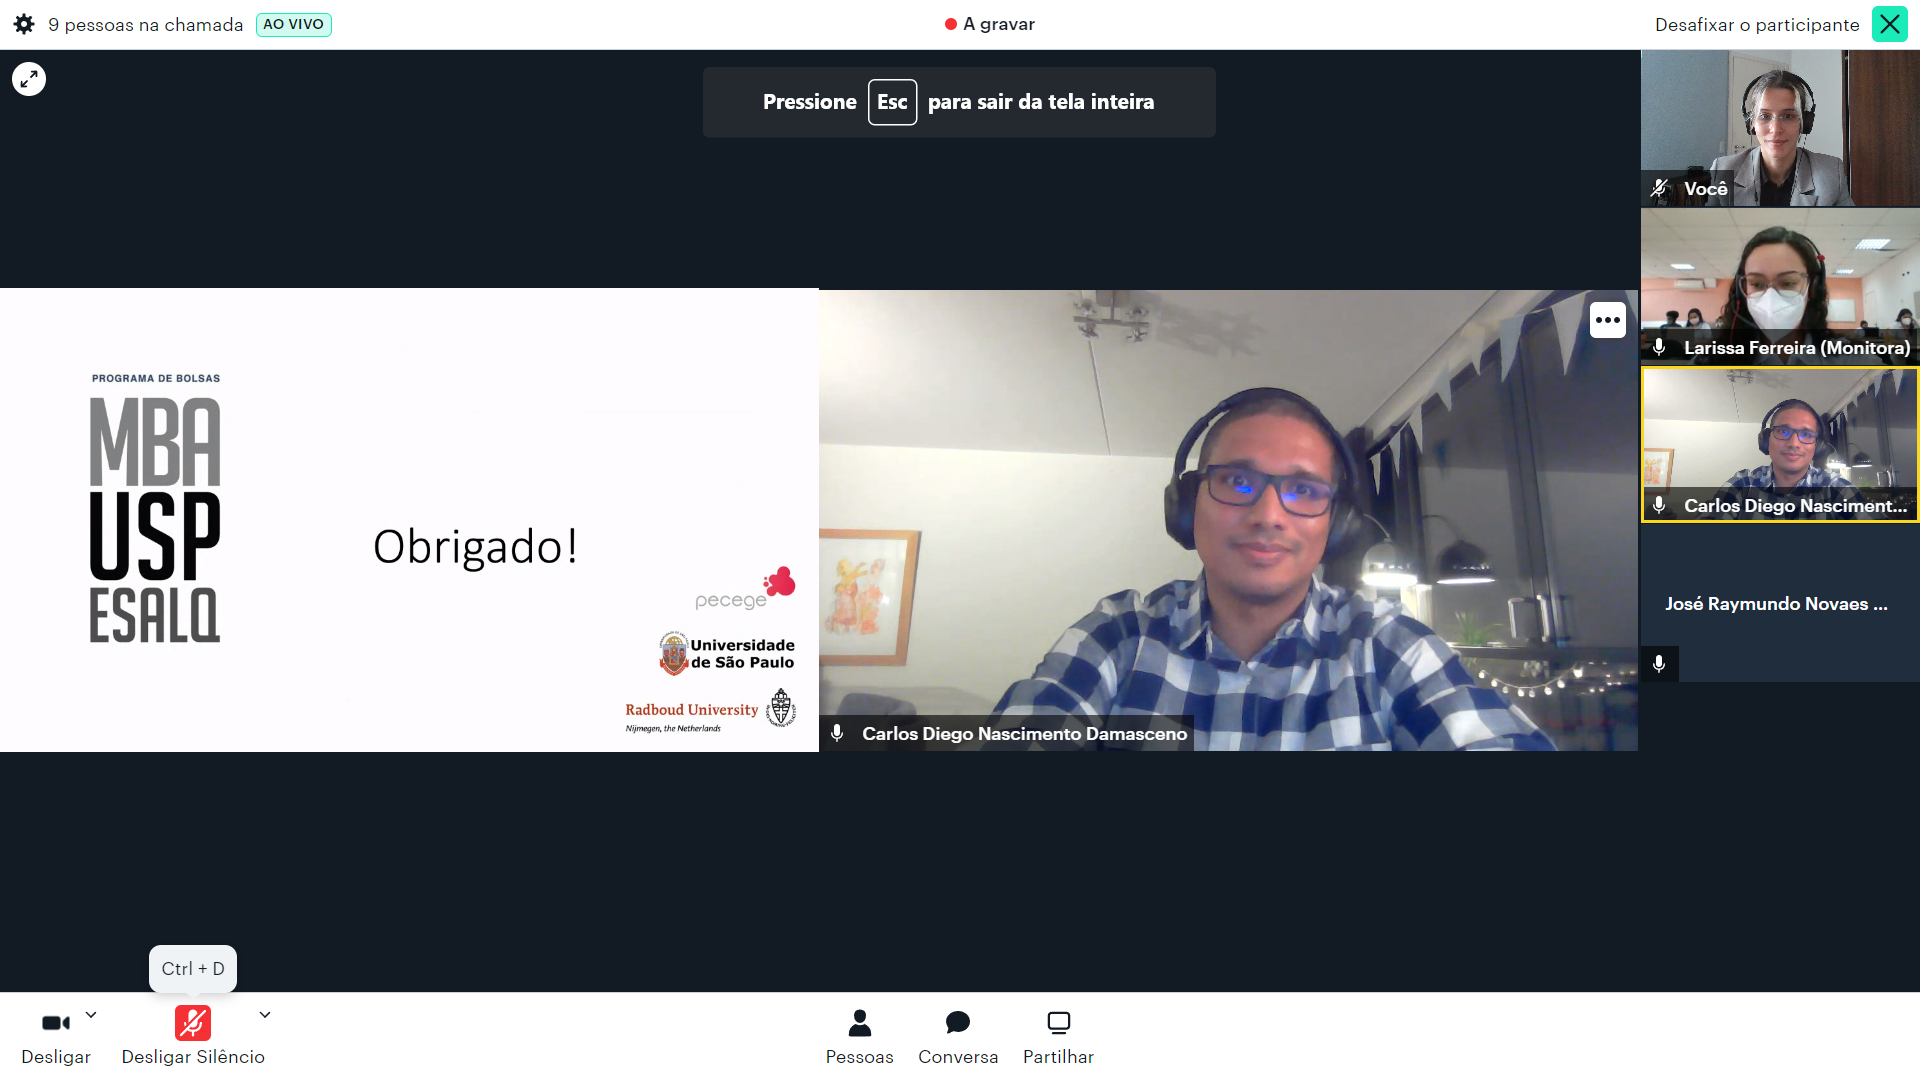 9 pessoas na chamada
AO VIVO
A gravar
Desafixar o participante
Pressione Esc para sair da tela inteira
Você
Larissa Ferreira (Monitora)
Carlos Diego Nasciment...
José Raymundo Novaes ...
PROGRAMA DE BOLSAS
MBA
USP
ESALQ
Obrigado!
pecege
Universidade
de São Paulo
Radboud University
Nijmegen, the Netherlands
Carlos Diego Nascimento Damasceno
Ctrl + D
Desligar
Desligar Silêncio
Pessoas
Conversa
Partilhar